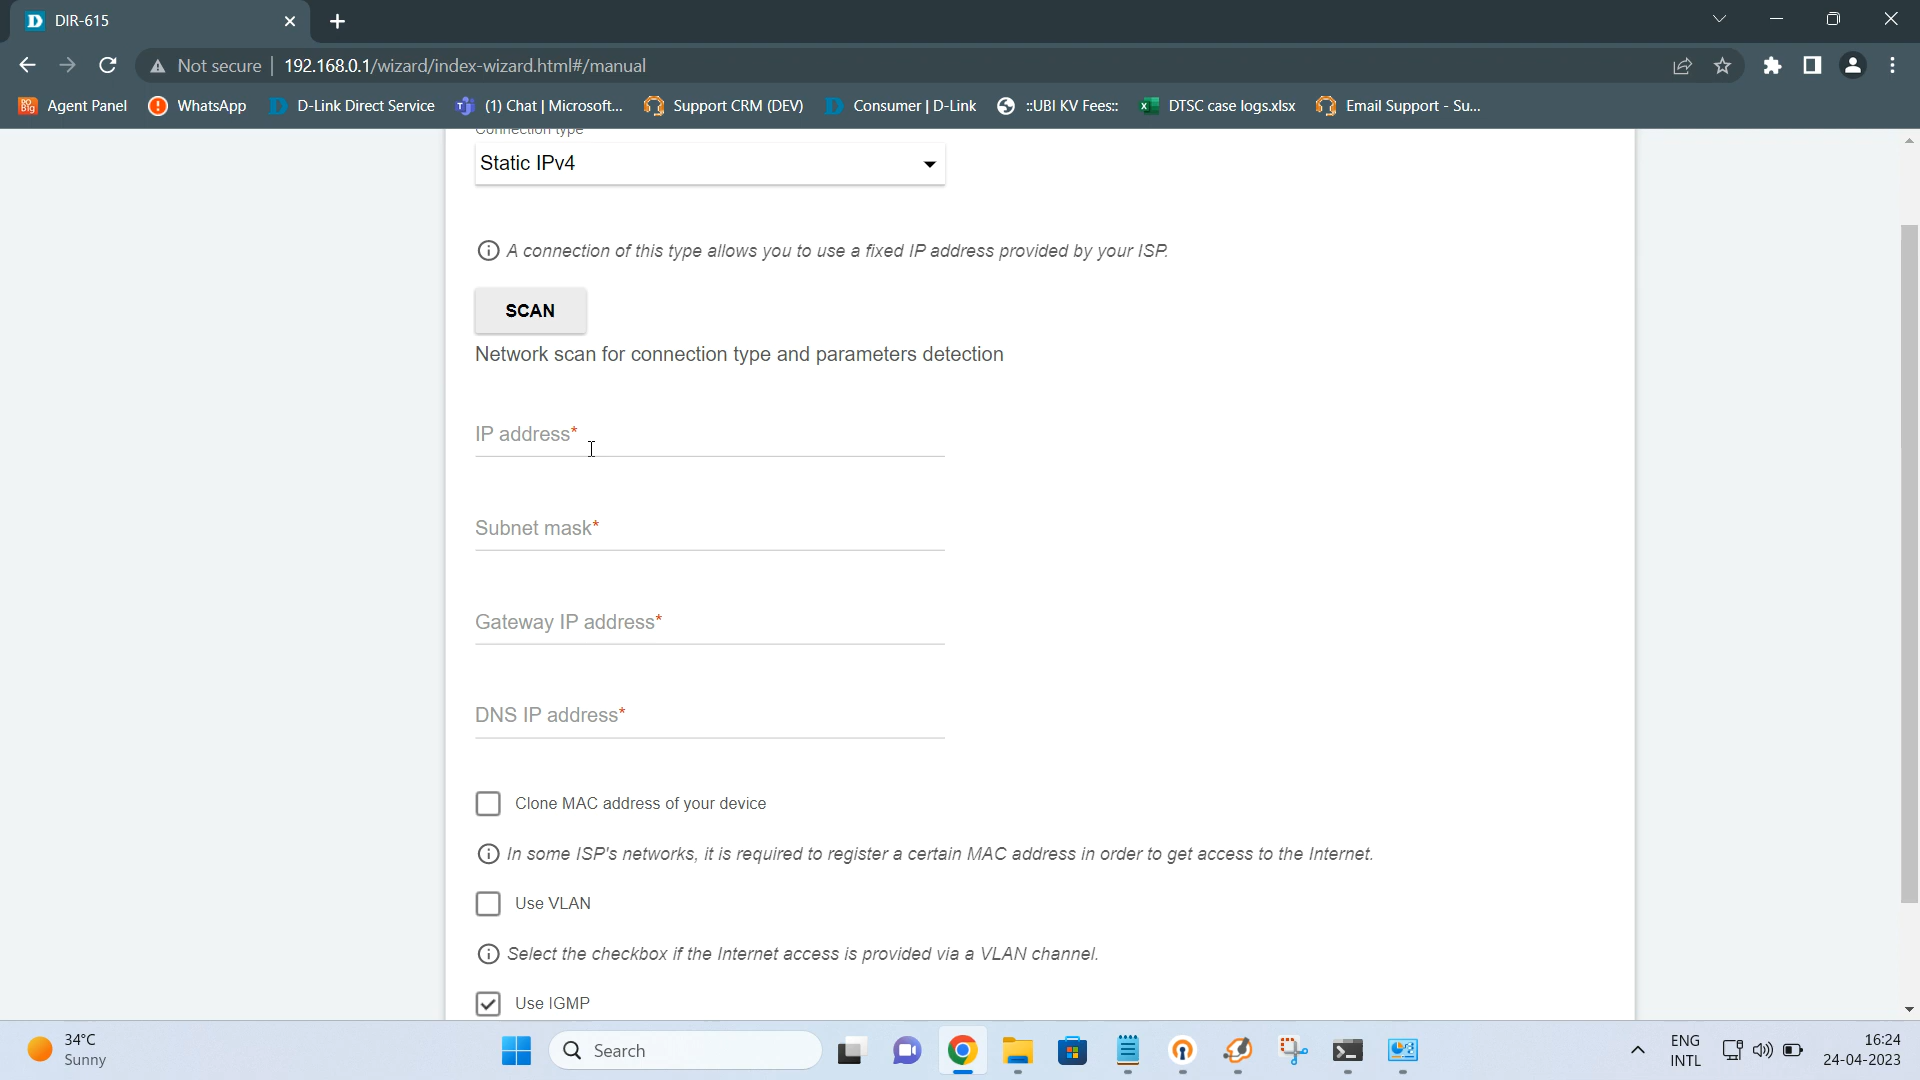 DIR-615
Not secure 192.168.0.1/wizard/index-wizard.html#/manual
Agent Panel WhatsApp D-Link Direct Service (1) Chat | Microsoft... Support CRM (DEV) Consumer | D-Link ::UBI KV Fees:: DTSC case logs.xlsx Email Support - Su...
Connection type
Static IPv4
A connection of this type allows you to use a fixed IP address provided by your ISP.
SCAN
Network scan for connection type and parameters detection
IP address*
Subnet mask*
Gateway IP address*
DNS IP address*
Clone MAC address of your device
In some ISP's networks, it is required to register a certain MAC address in order to get access to the Internet.
Use VLAN
Select the checkbox if the Internet access is provided via a VLAN channel.
Use IGMP
34°C
Sunny
Search
ENG
INTL
16:24
24-04-2023